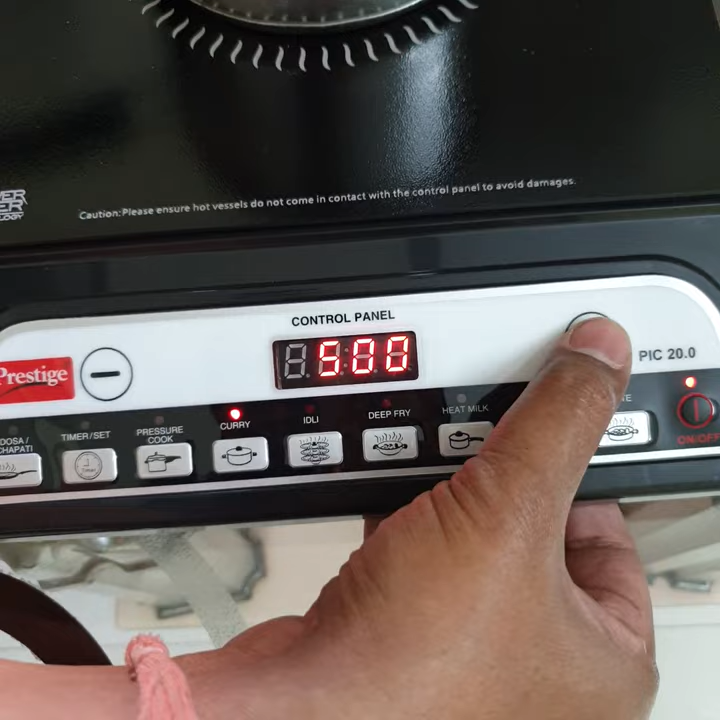 Caution:Please ensure hot vessels do not come in contact with the control panel to avoid damages.
CONTROL PANEL
Prestige
500
PIC 20.0
DOSA/
CHAPATI
TIMER/SET
Timer
PRESSURE
COOK
CURRY
IDLI
DEEP FRY
HEAT MILK
ON/OFF